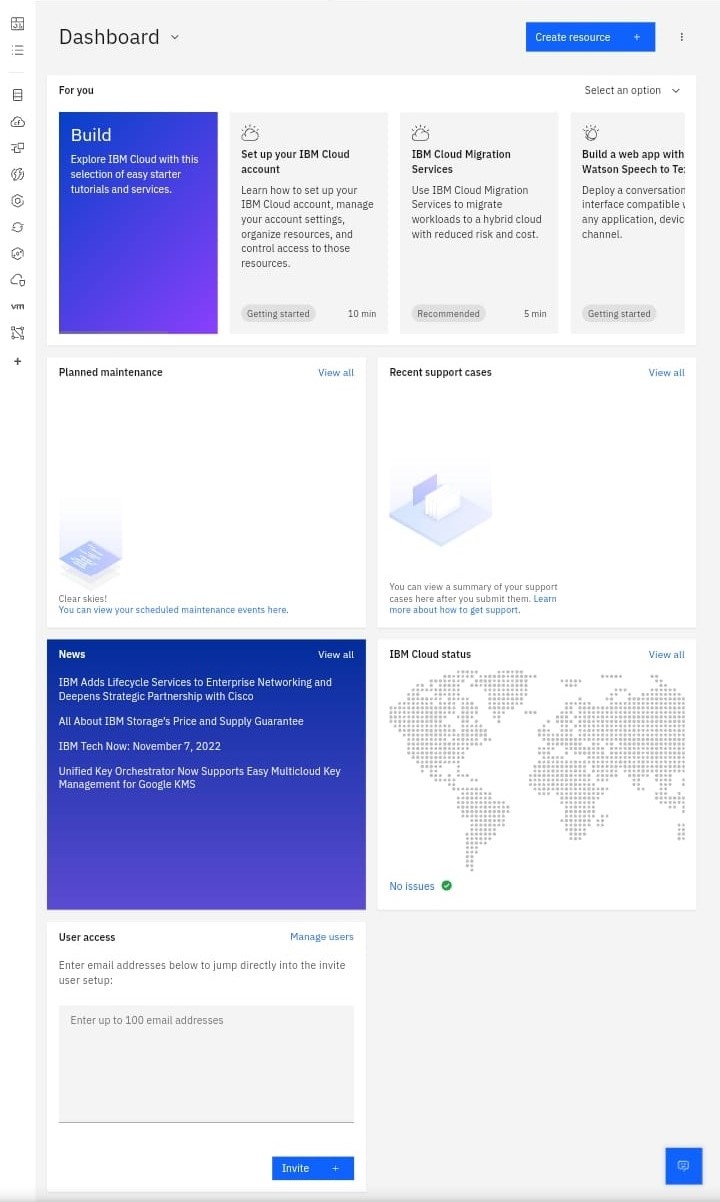 Dashboard
Create resource +
For you
Select an option
Build
Explore IBM Cloud with this
selection of easy starter
tutorials and services.
Set up your IBM Cloud
account
Learn how to set up your
IBM Cloud account, manage
your account settings,
organize resources, and
control access to those
resources.
Getting started
10 min
IBM Cloud Migration
Services
Use IBM Cloud Migration
Services to migrate
workloads to a hybrid cloud
with reduced risk and cost.
Recommended
5 min
Build a web app with
Watson Speech to Te
Deploy a conversation
interface compatible
any application, devic
channel.
Getting started
vm
+
Planned maintenance
View all
Clear skies!
You can view your scheduled maintenance events here.
Recent support cases
View all
You can view a summary of your support
cases here after you submit them. Learn
more about how to get support.
News
View all
IBM Adds Lifecycle Services to Enterprise Networking and
Deepens Strategic Partnership with Cisco
All About IBM Storage's Price and Supply Guarantee
IBM Tech Now: November 7, 2022
Unified Key Orchestrator Now Supports Easy Multicloud Key
Management for Google KMS
IBM Cloud status
View all
No issues
User access
Manage users
Enter email addresses below to jump directly into the invite
user setup:
Enter up to 100 email addresses
Invite +